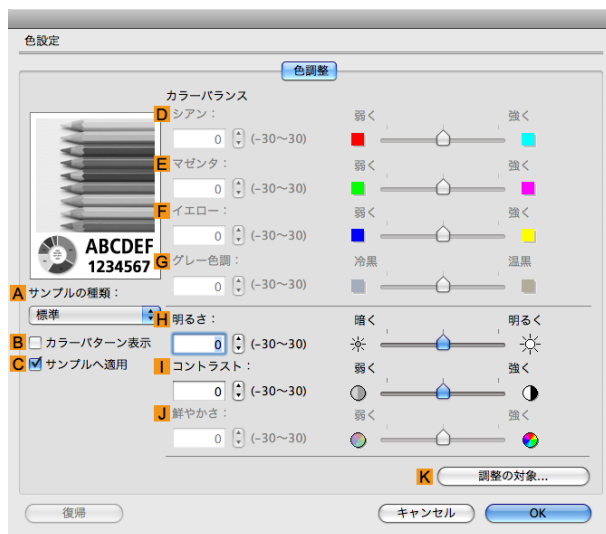 色設定
色調整
カラーバランス
D シアン： 弱く 強く
0 (-30～30)
E マゼンタ： 弱く 強く
0 (-30～30)
F イエロー： 弱く 強く
0 (-30～30)
ABCDEF
1234567
G グレー色調： 冷黒 温黒
0 (-30～30)
A サンプルの種類：
標準
H 明るさ： 暗く 明るく
0 (-30～30)
B カラーパターン表示
C サンプルへ適用
I コントラスト： 弱く 強く
0 (-30～30)
J 鮮やかさ： 弱く 強く
0 (-30～30)
K 調整の対象...
復帰 キャンセル OK